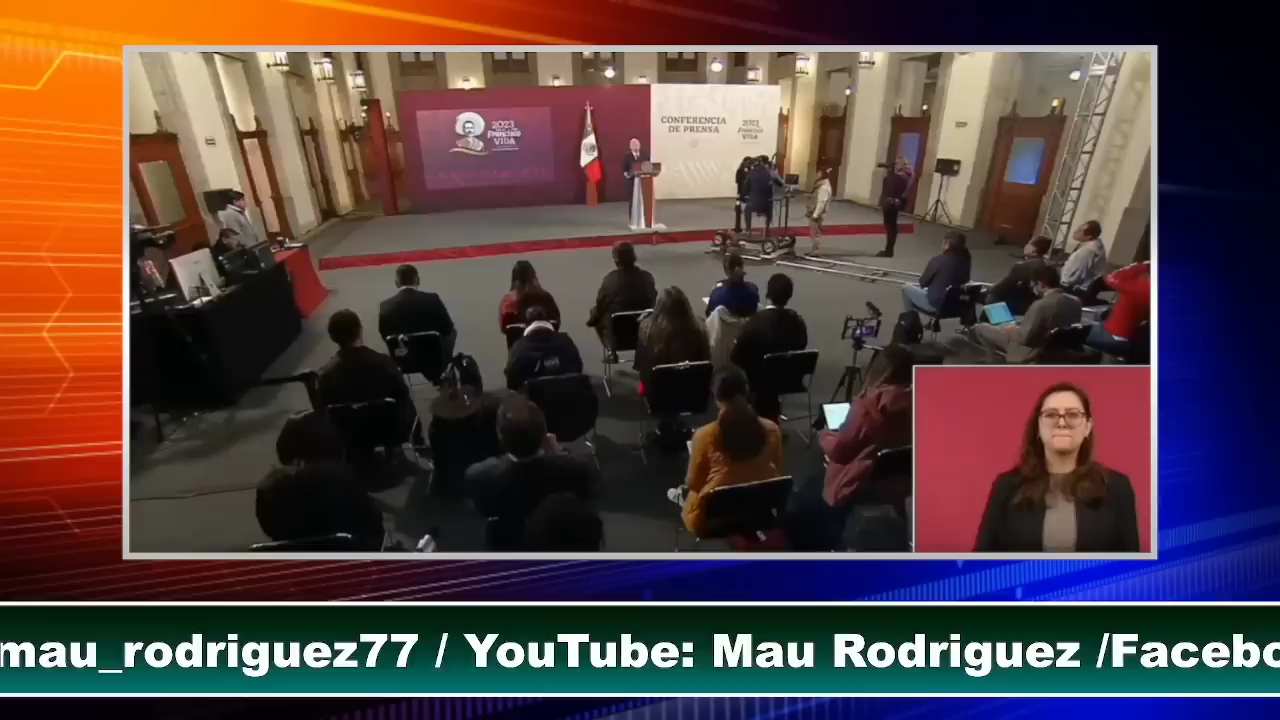 2023
Francisco
VILLA
CONFERENCIA
DE PRENSA
2023
Francisco
VILLA
mau_rodriguez77 / YouTube: Mau Rodriguez /Facebo